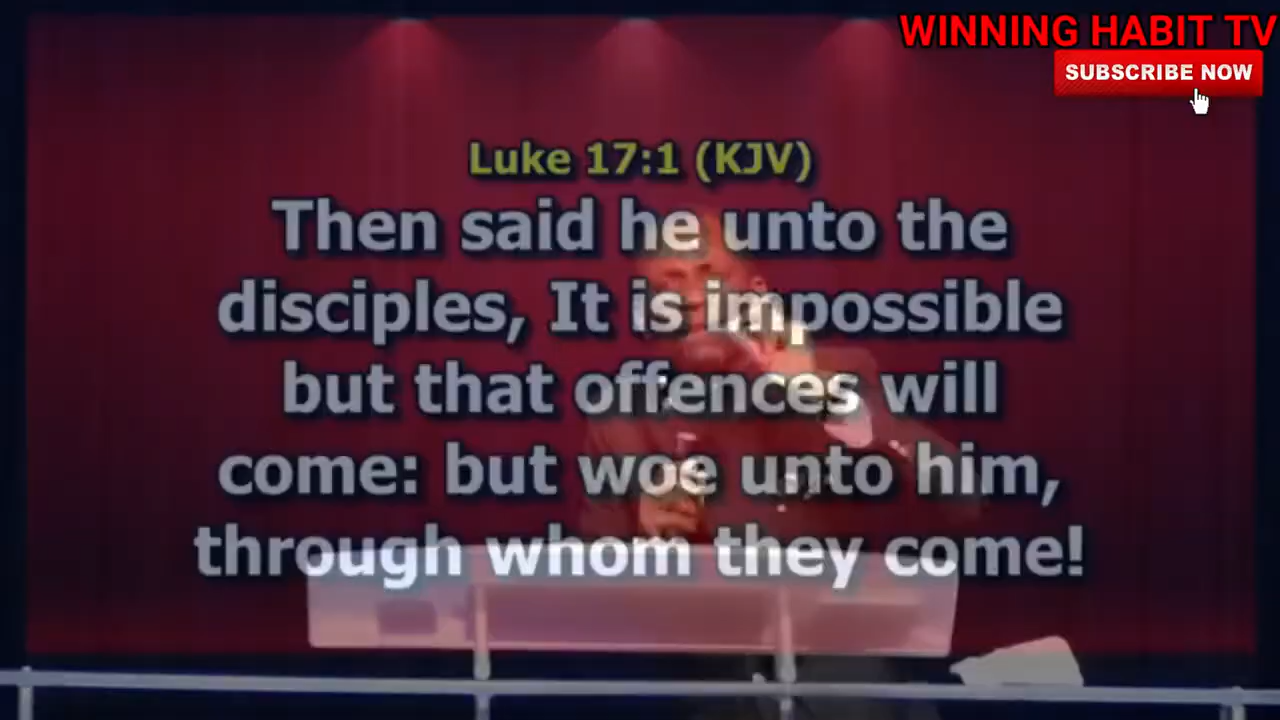 WINNING HABIT TV
SUBSCRIBE NOW
Luke 17:1 (KJV)
Then said he unto the
disciples, It is impossible
but that offences will
come: but woe unto him,
through whom they come!